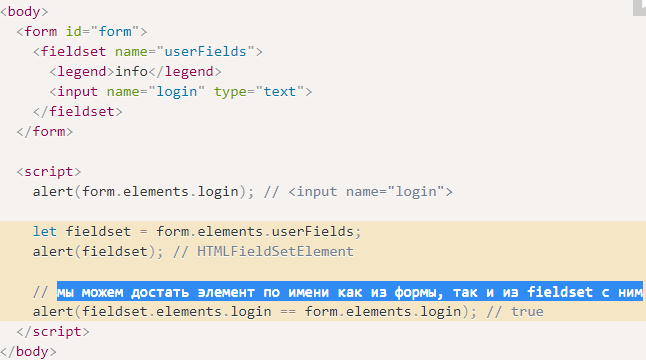 <body>
<form id="form">
<fieldset name="userFields">
<legend>info</legend>
<input name="login" type="text">
</fieldset>
</form>
<script>
alert(form.elements.login); // <input name="login">
let fieldset = form.elements.userFields;
alert(fieldset); // HTMLFieldSetElement
// мы можем достать элемент по имени как из формы, так и из fieldset с ним
alert(fieldset.elements.login == form.elements.login); // true
</script>
</body>